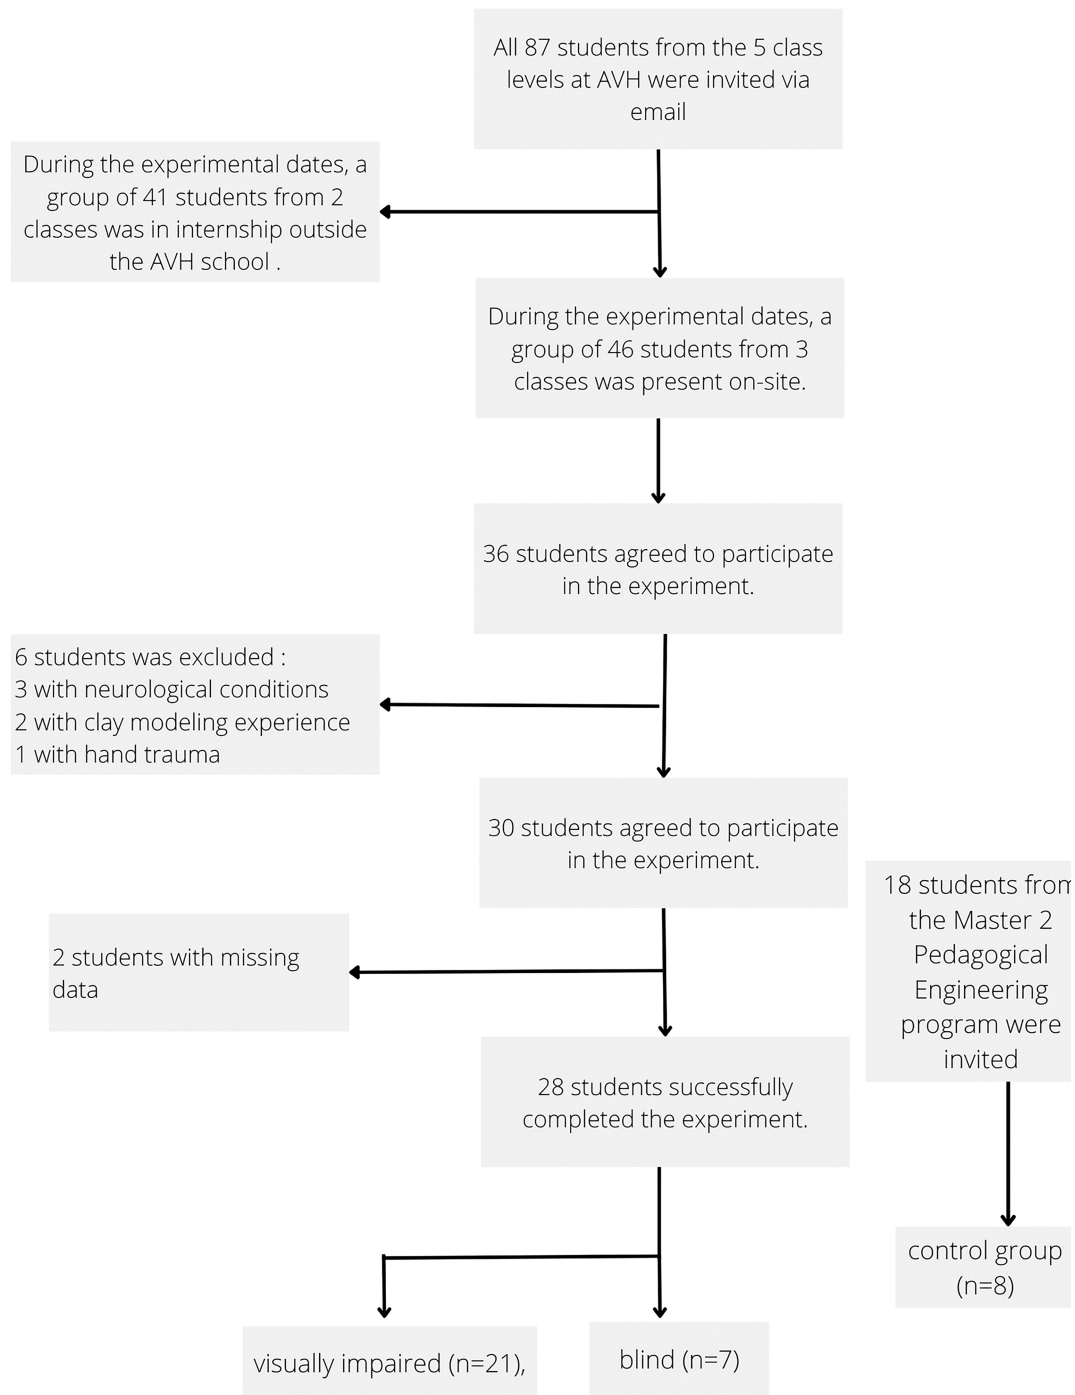 All 87 students from the 5 class
levels at AVH were invited via
email
During the experimental dates, a
group of 41 students from 2
classes was in internship outside
the AVH school .
During the experimental dates, a
group of 46 students from 3
classes was present on-site.
36 students agreed to participate
in the experiment.
6 students was excluded :
3 with neurological conditions
2 with clay modeling experience
1 with hand trauma
30 students agreed to participate
in the experiment.
18 students from
the Master 2
Pedagogical
Engineering
program were
invited
2 students with missing
data
28 students successfully
completed the experiment.
control group
(n=8)
visually impaired (n=21),
blind (n=7)